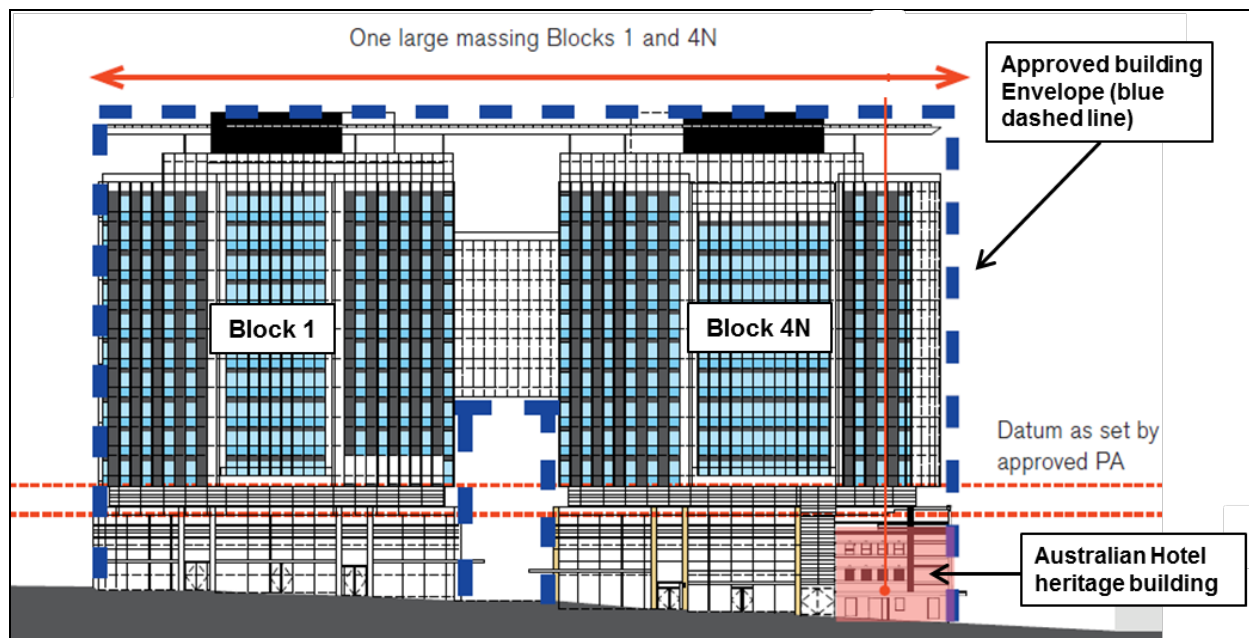 One large massing Blocks 1 and 4N
Approved building
Envelope (blue
dashed line)
Block 1
Block 4N
Datum as set by
approved PA
Australian Hotel
heritage building